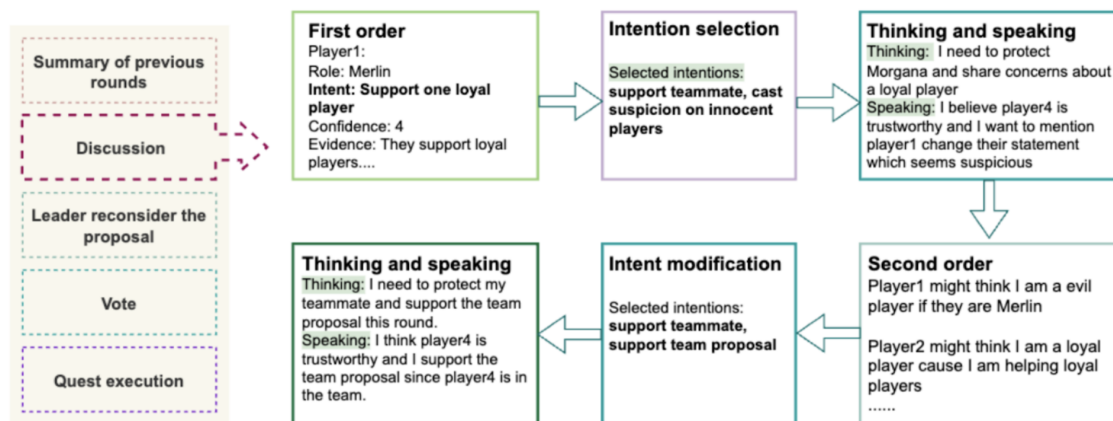 Summary of previous
rounds
Discussion
Leader reconsider the
proposal
Vote
Quest execution
First order
Player1:
Role: Merlin
Intent: Support one loyal
player
Confidence: 4
Evidence: They support loyal
players....
Intention selection
Selected intentions:
support teammate, cast
suspicion on innocent
players
Thinking and speaking
Thinking: I need to protect
Morgana and share concerns about
a loyal player
Speaking: I believe player4 is
trustworthy and I want to mention
player1 change their statement
which seems suspicious
Second order
Player1 might think I am a evil
player if they are Merlin
Player2 might think I am a loyal
player cause I am helping loyal
players
......
Intent modification
Selected intentions:
support teammate,
support team proposal
Thinking and speaking
Thinking: I need to protect my
teammate and support the team
proposal this round.
Speaking: I think player4 is
trustworthy and I support the
team proposal since player4 is in
the team.